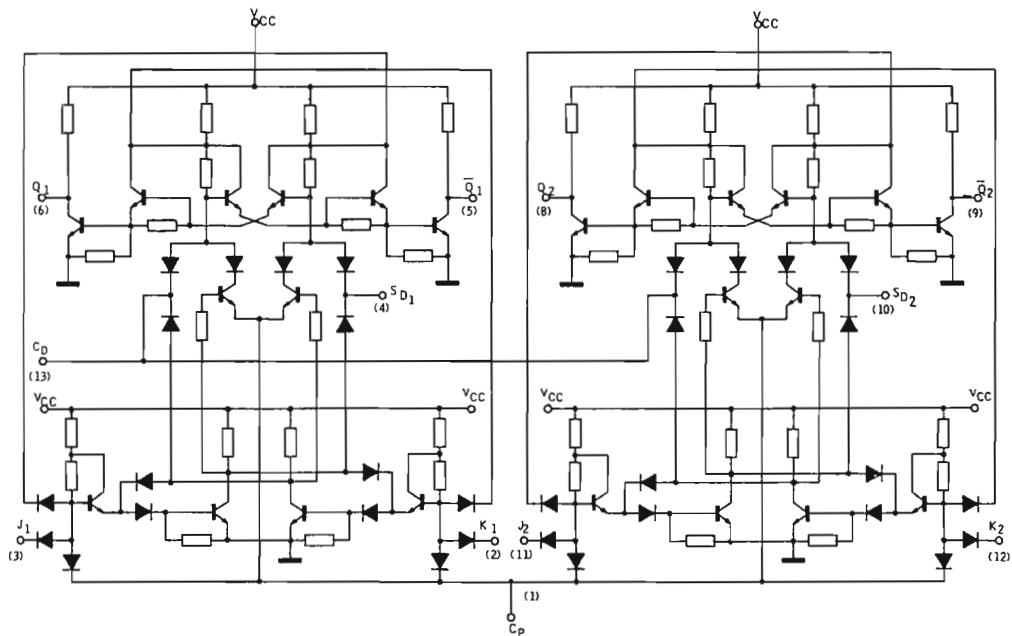 VCC VCC
Q1 Q̅1 Q2 Q̅2
(6) (5) (8) (9)
SD1 SD2
(4) (10)
CD
(13)
VCC VCC VCC VCC
J1 K1 J2 K2
(3) (2) (11) (12)
(1)
CP